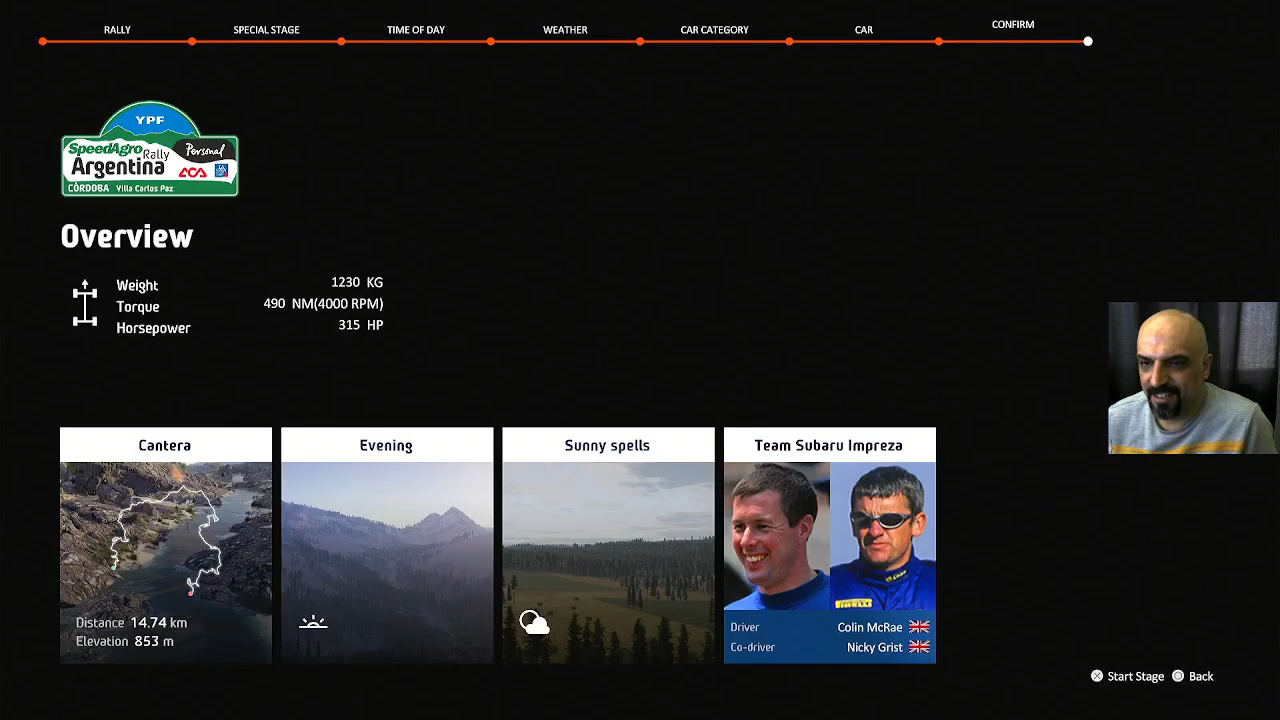 RALLY
SPECIAL STAGE
TIME OF DAY
WEATHER
CAR CATEGORY
CAR
CONFIRM
YPF
SpeedAgro
Rally
Personal
Argentina
ACA
CÓRDOBA Villa Carlos Paz
Overview
Weight 1230 KG
Torque 490 NM(4000 RPM)
Horsepower 315 HP
Cantera
Evening
Sunny spells
Team Subaru Impreza
PIRELLI
Distance 14.74 km
Elevation 853 m
Driver Colin McRae
Co-driver Nicky Grist
Start Stage
Back